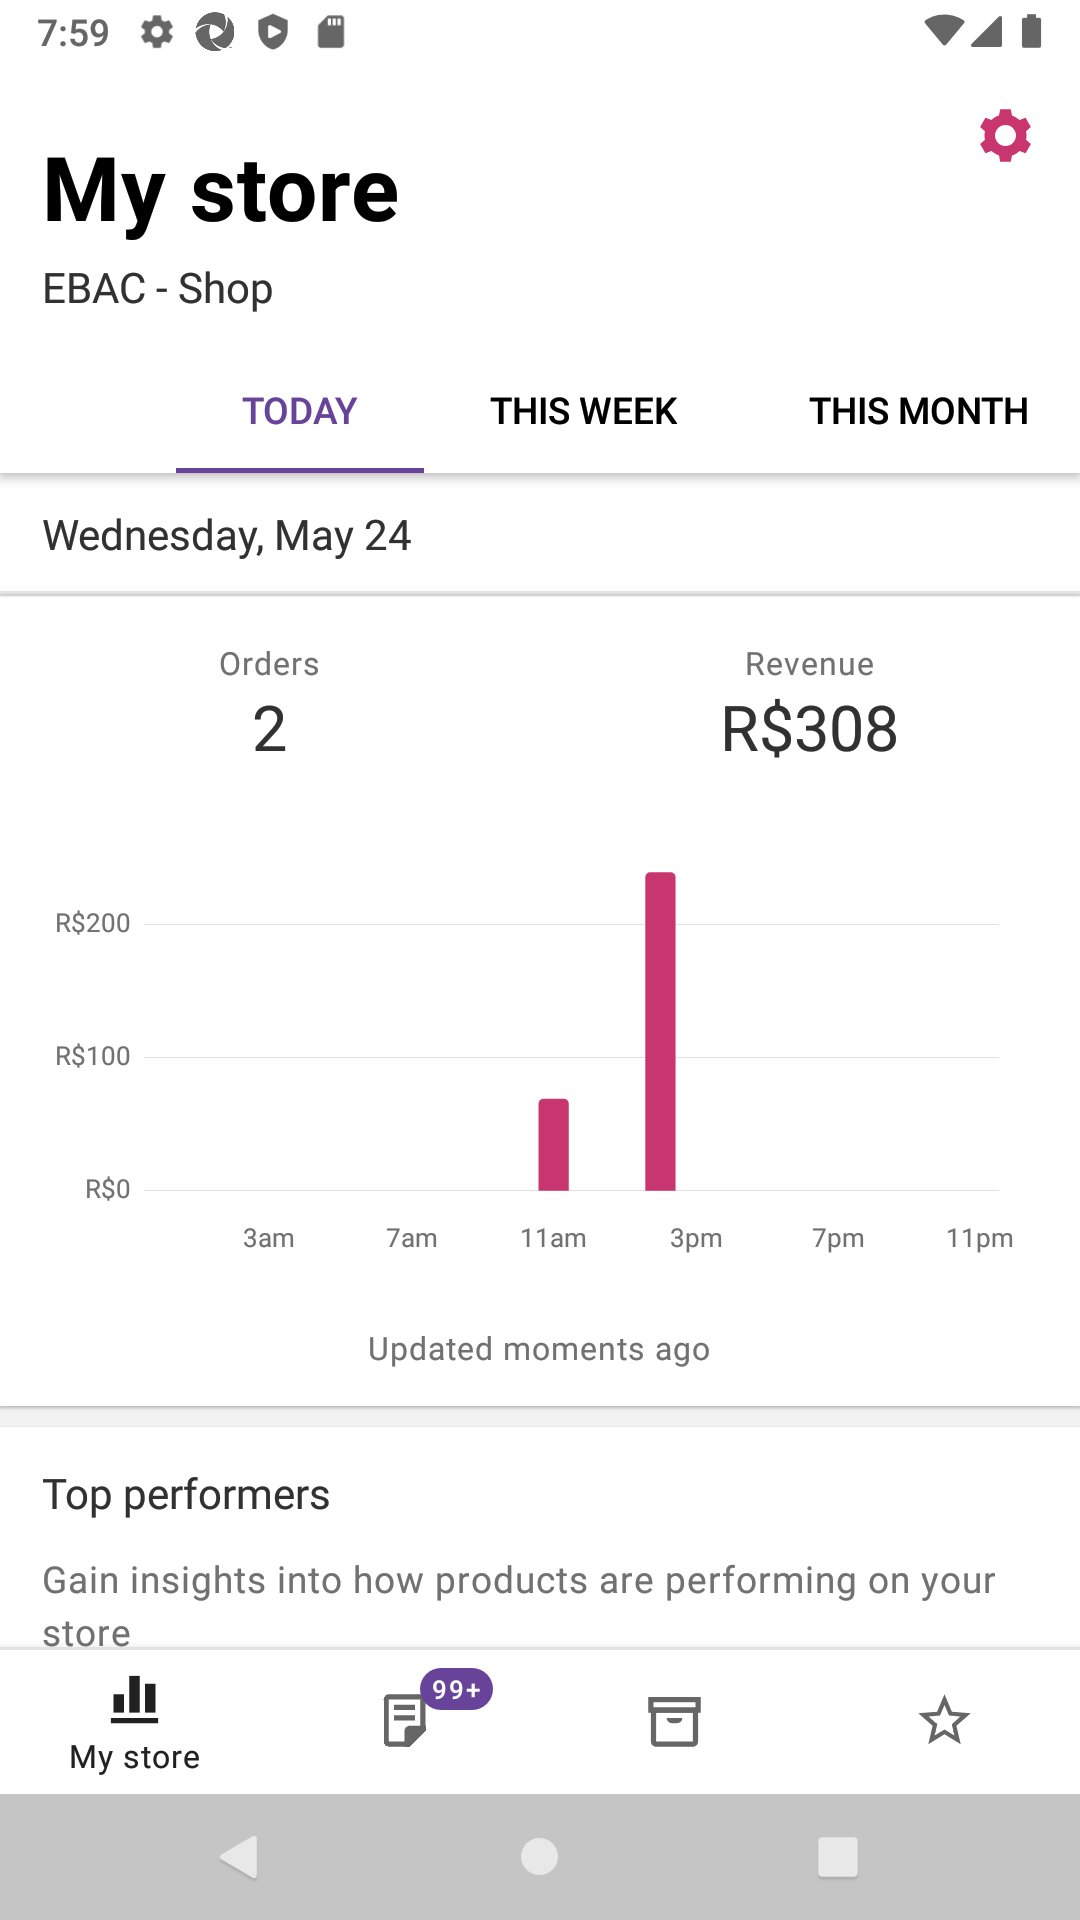 7:59
My store
EBAC - Shop
TODAY THIS WEEK THIS MONTH
Wednesday, May 24
Orders Revenue
2 R$308
R$200
R$100
R$0
3am 7am 11am 3pm 7pm 11pm
Updated moments ago
Top performers
Gain insights into how products are performing on your
store
99+
My store